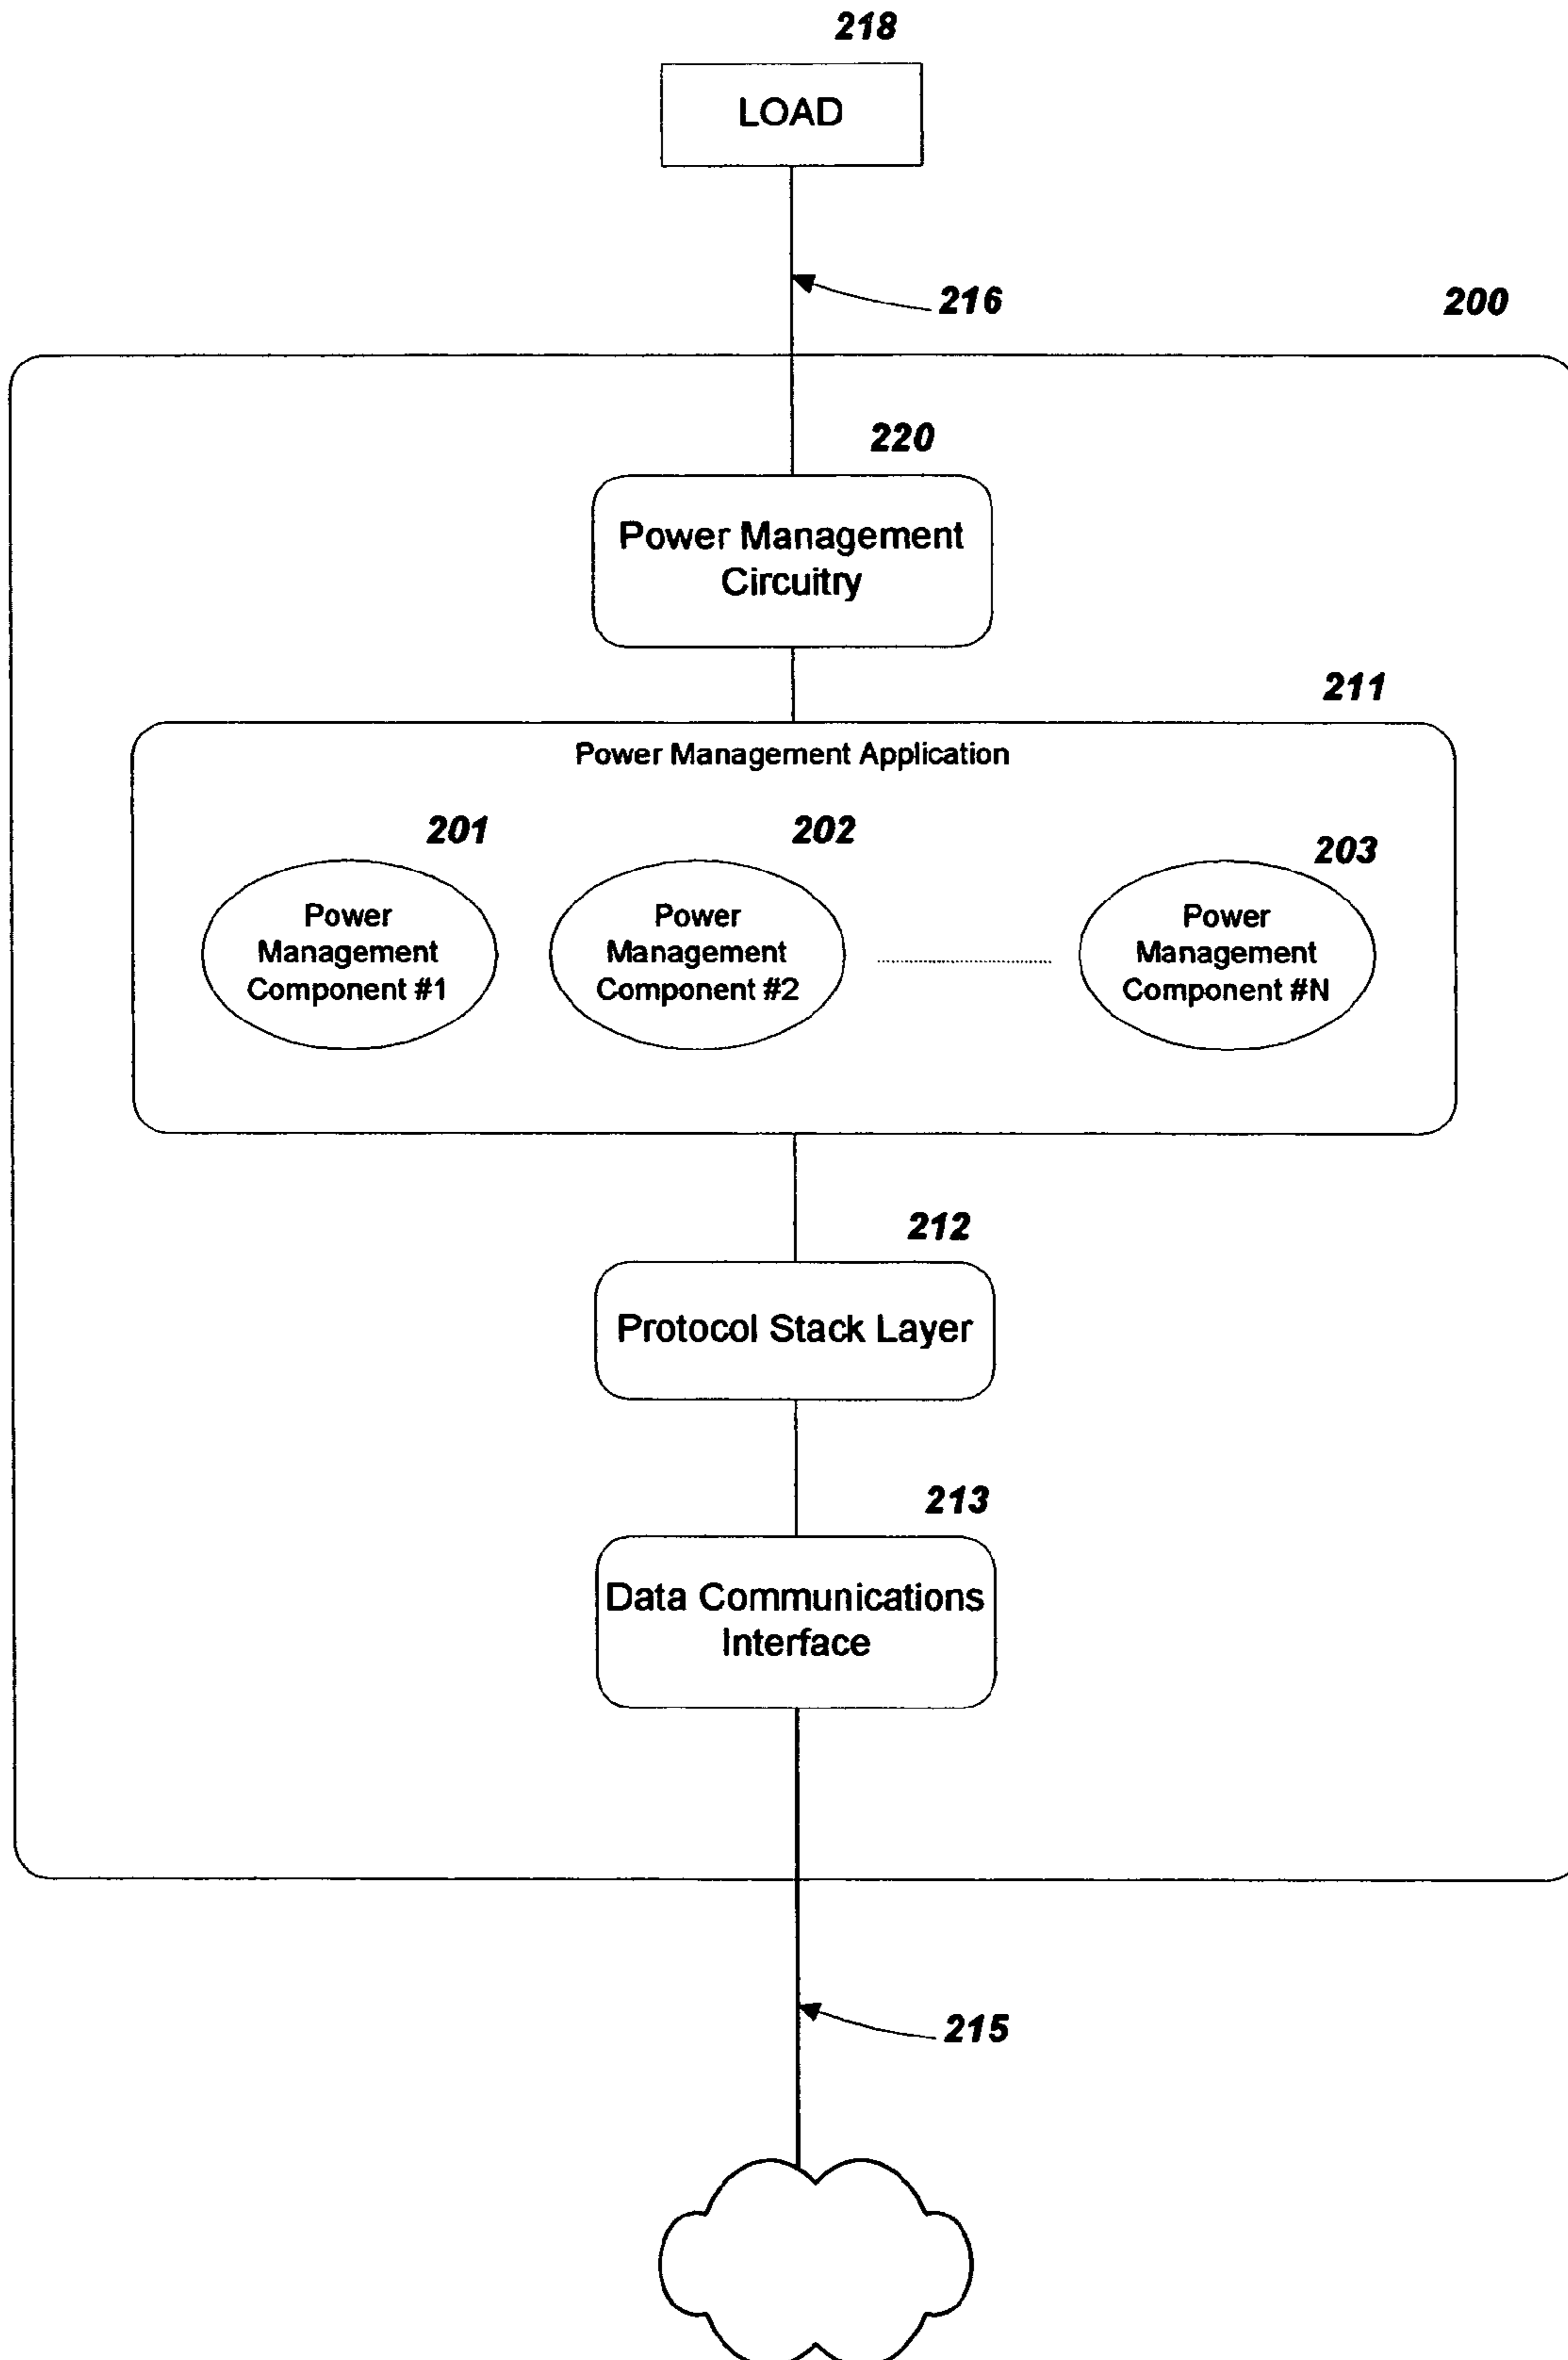 218
LOAD
216
200
220
Power Management
Circuitry
211
Power Management Application
201
202
203
Power
Management
Component #1
Power
Management
Component #2
Power
Management
Component #N
212
Protocol Stack Layer
213
Data Communications
Interface
215